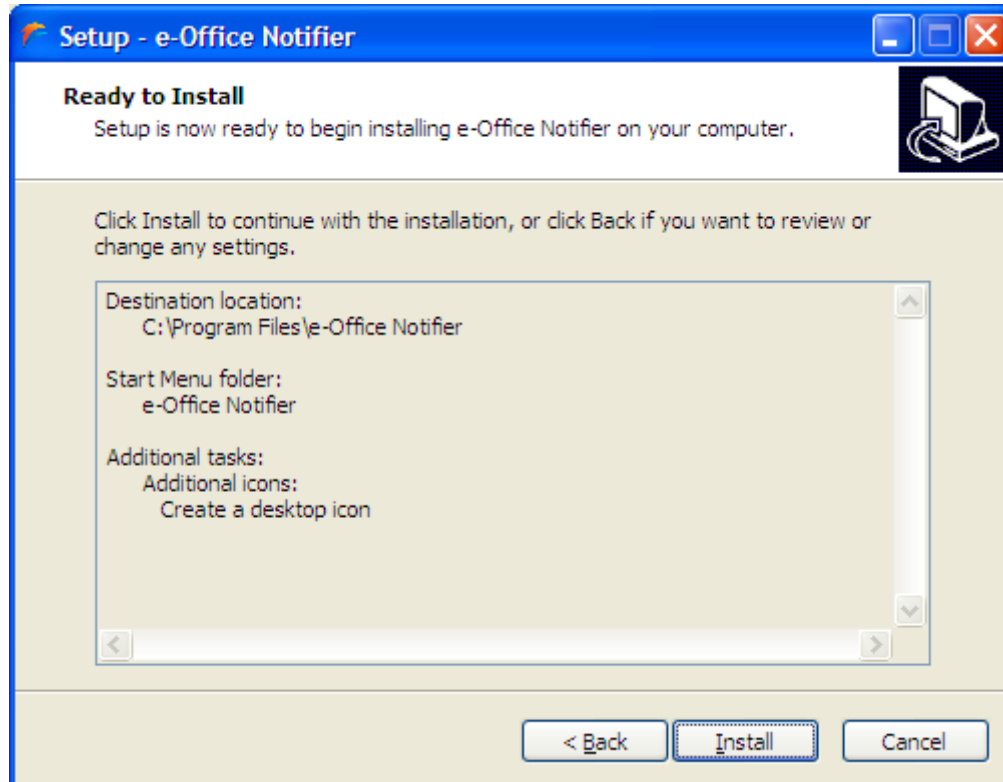 Setup - e-Office Notifier
Ready to Install
Setup is now ready to begin installing e-Office Notifier on your computer.
Click Install to continue with the installation, or click Back if you want to review or
change any settings.
Destination location:
C:\Program Files\e-Office Notifier
Start Menu folder:
e-Office Notifier
Additional tasks:
Additional icons:
Create a desktop icon
< Back
Install
Cancel